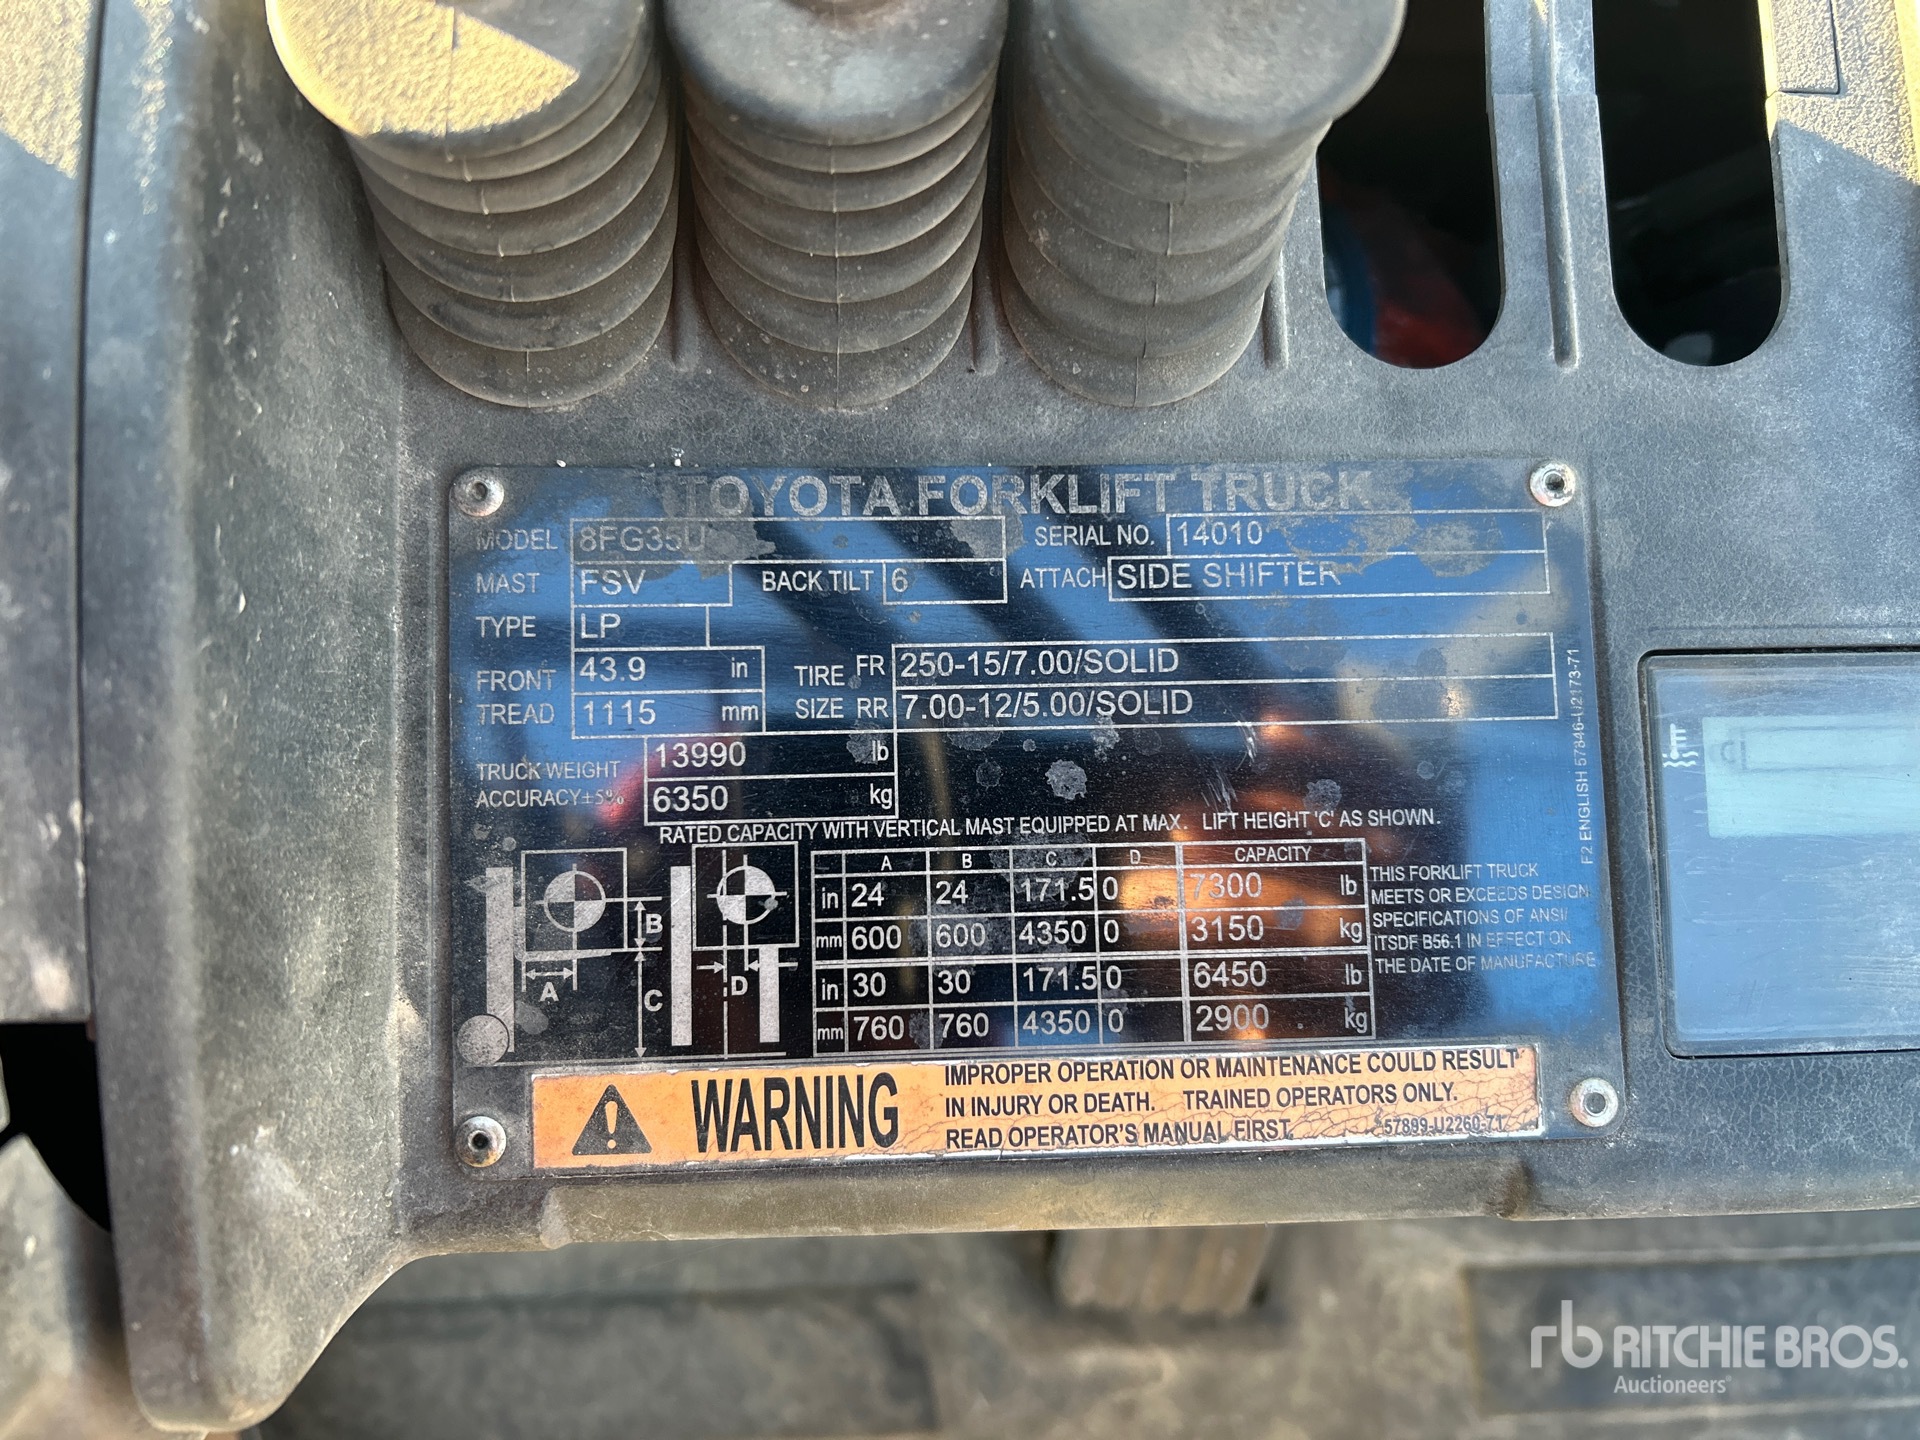 TOYOTA FORKLIFT TRUCK
MODEL 8FG35U SERIAL NO. 14010
MAST FSV BACK TILT 6 ATTACH SIDE SHIFTER
TYPE LP
FRONT TREAD 43.9 in
1115 mm
TIRE SIZE FR 250-15/7.00/SOLID
RR 7.00-12/5.00/SOLID
TRUCK WEIGHT 13990 lb
ACCURACY±5% 6350 kg
RATED CAPACITY WITH VERTICAL MAST EQUIPPED AT MAX. LIFT HEIGHT 'C' AS SHOWN.
A B C D CAPACITY
in 24 24 171.5 0 7300 lb
mm 600 600 4350 0 3150 kg
in 30 30 171.5 0 6450 lb
mm 760 760 4350 0 2900 kg
A B C D
THIS FORKLIFT TRUCK
MEETS OR EXCEEDS DESIGN
SPECIFICATIONS OF ANSI/
ITSDF B56.1 IN EFFECT ON
THE DATE OF MANUFACTURE
F2 ENGLISH 57846-U2173-71
WARNING
IMPROPER OPERATION OR MAINTENANCE COULD RESULT
IN INJURY OR DEATH. TRAINED OPERATORS ONLY.
READ OPERATOR'S MANUAL FIRST.
57899-U2260-71
rb RITCHIE BROS.
Auctioneers